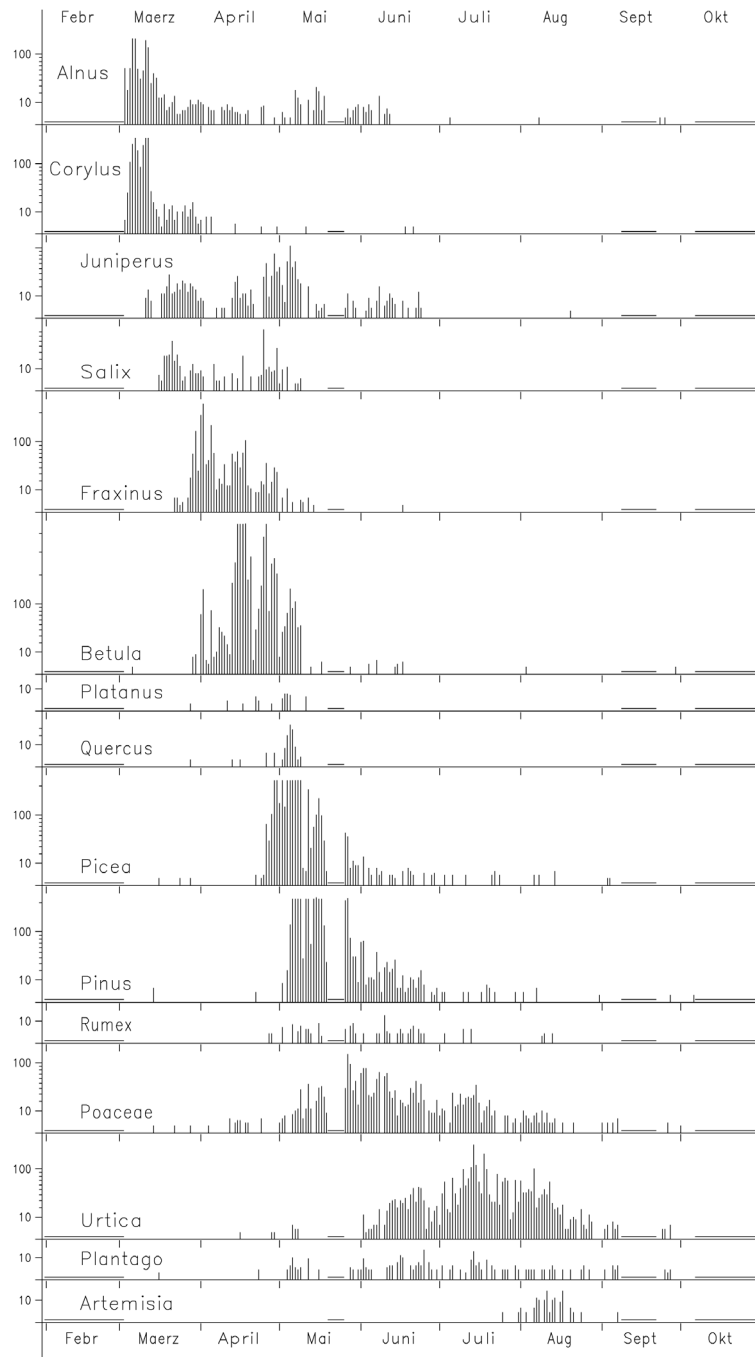 Febr Maerz April Mai Juni Juli Aug Sept Okt
100
Alnus
10
100
Corylus
10
Juniperus
10
10
Salix
100
10
Fraxinus
100
10
Betula
10
Platanus
10
Quercus
100
10
Picea
100
10
Pinus
10
Rumex
100
10
Poaceae
100
10
Urtica
10
Plantago
10
Artemisia
Febr Maerz April Mai Juni Juli Aug Sept Okt